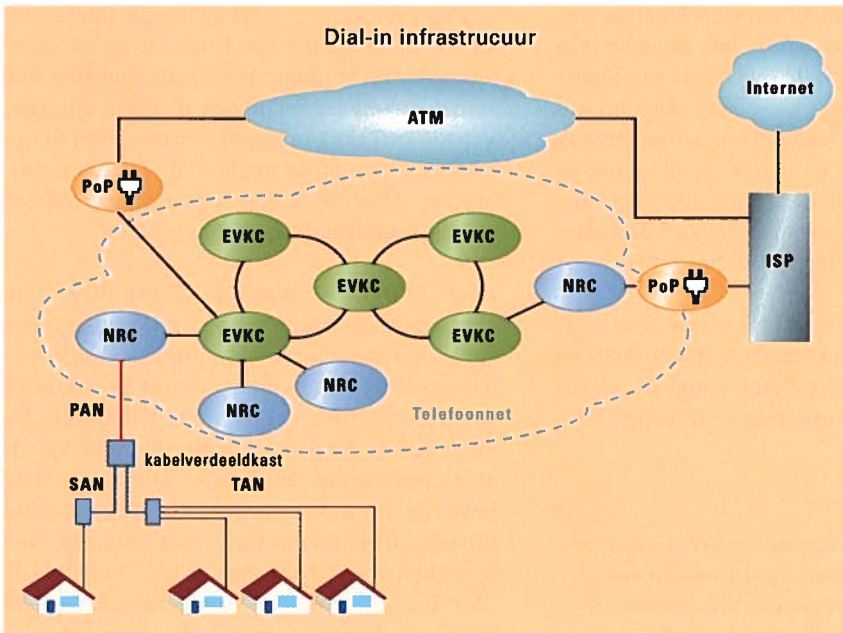 Dial-in infrastrucuur
ATM
Internet
PoP
EVKC
EVKC
EVKC
NRC
PoP
ISP
NRC
EVKC
EVKC
NRC
NRC
Telefoonnet
PAN
kabelverdeeldkast
SAN
TAN